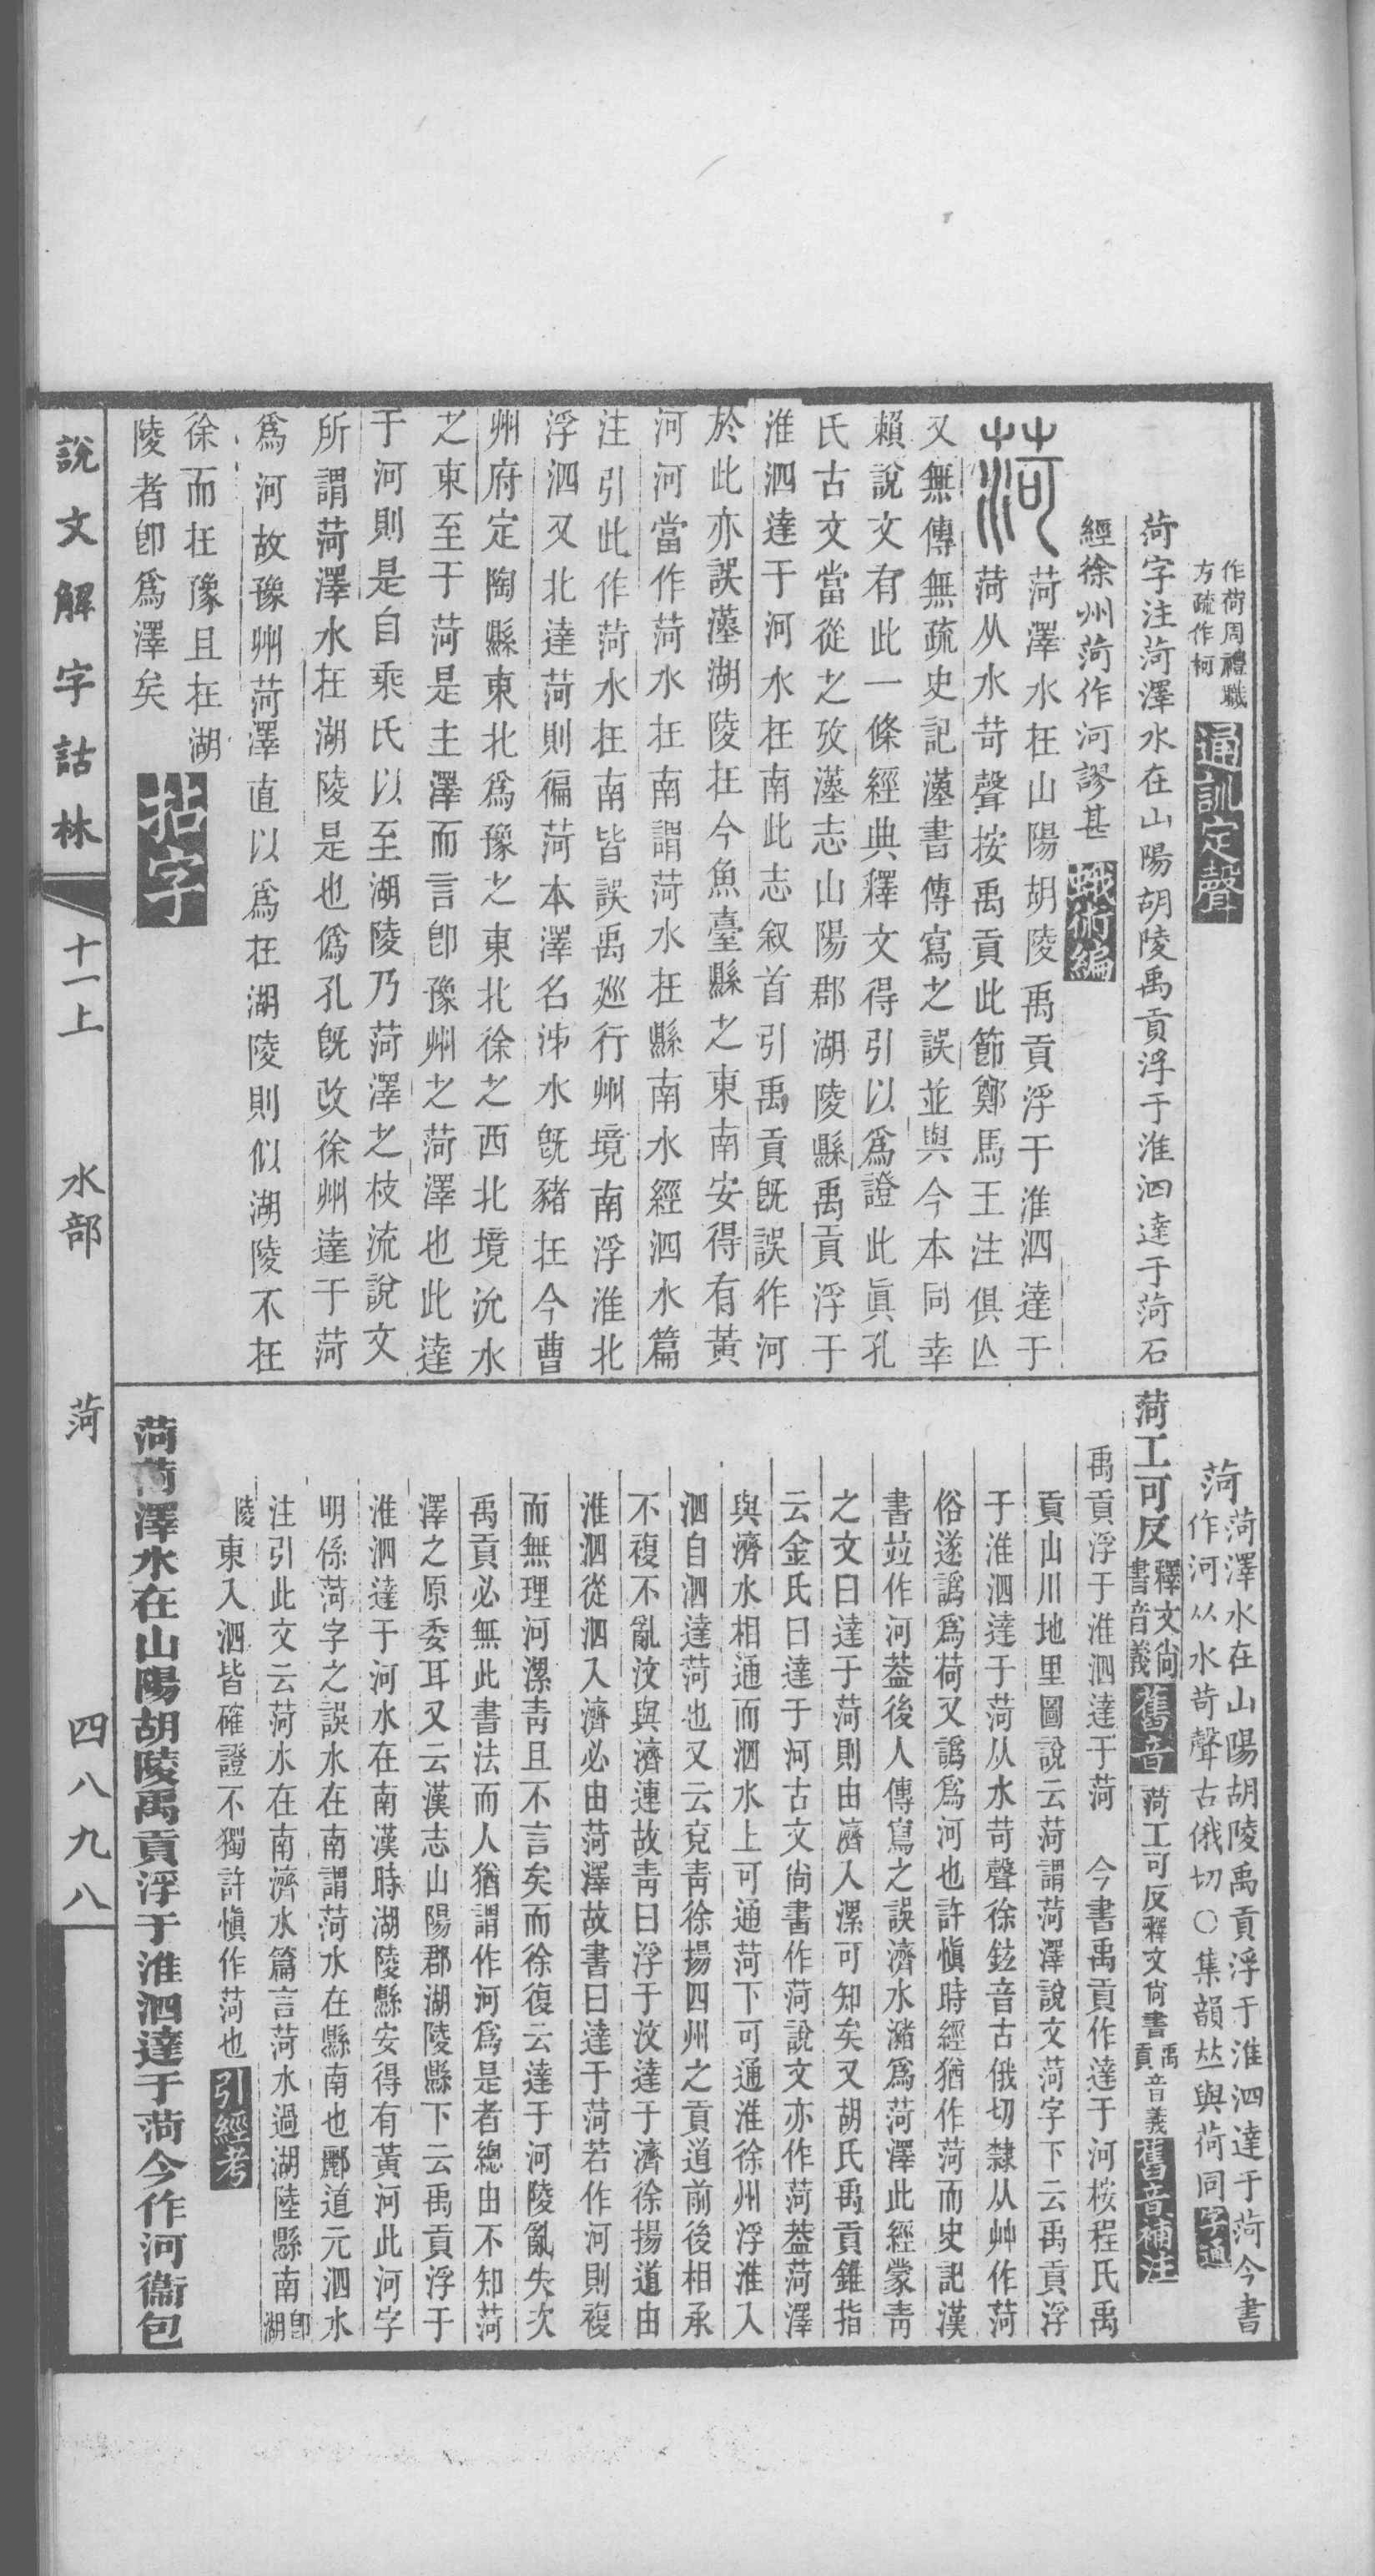 作荷周禮職
方疏作柯
通訓定聲
菏字注菏澤水在山陽胡陵禹貢浮于淮泗達于菏石
經徐州菏作河謬甚
蛾術編
菏
菏澤水在山陽胡陵禹貢浮于淮泗達于
菏从水苛聲按禹貢此節鄭馬王注俱亾
又無傳無疏史記漢書傳寫之誤並與今本同幸
賴說文有此一條經典釋文得引以爲證此眞孔
氏古文當從之攷漢志山陽郡湖陵縣禹貢浮于
淮泗達于河水在南此志叙首引禹貢旣誤作河
於此亦誤漢湖陵在今魚臺縣之東南安得有黃
河河當作菏水在南謂菏水在縣南水經泗水篇
注引此作菏水在南皆誤禹廵行州境南浮淮北
浮泗又北達菏則徧菏本澤名泲水旣豬在今曹
州府定陶縣東北爲豫之東北徐之西北境沇水
之東至于菏是主澤而言卽豫州之菏澤也此達
于河則是自乘氏以至湖陵乃菏澤之枝流說文
所謂菏澤水在湖陵是也僞孔旣改徐州達于菏
爲河故豫州菏澤直以爲在湖陵則似湖陵不在
徐而在豫且在湖
陵者卽爲澤矣
拈字
菏
菏澤水在山陽胡陵禹貢浮于淮泗達于菏今書
作河从水苛聲古俄切○集韻竝與荷同
字通
菏工可反
釋文尙
書音義
舊音
菏工可反釋文尙書
禹
貢
音義
舊音補注
禹貢浮于淮泗達于菏　今書禹貢作達于河桉程氏禹
貢山川地里圖說云菏謂菏澤說文菏字下云禹貢浮
于淮泗達于菏从水苛聲徐鉉音古俄切隸从艸作菏
俗遂譌爲荷又譌爲河也許愼時經猶作菏而史記漢
書竝作河葢後人傳寫之誤濟水瀦爲菏澤此經蒙靑
之文曰達于菏則由濟入漯可知矣又胡氏禹貢錐指
云金氏曰達于河古文尙書作菏說文亦作菏葢菏澤
與濟水相通而泗水上可通菏下可通淮徐州浮淮入
泗自泗達菏也又云兗靑徐揚四州之貢道前後相承
不複不亂汶與濟連故靑曰浮于汶達于濟徐揚道由
淮泗從泗入濟必由菏澤故書曰達于菏若作河則複
而無理河漯靑且不言矣而徐復云達于河陵亂失次
禹貢必無此書法而人猶謂作河爲是者總由不知菏
澤之原委耳又云漢志山陽郡湖陵縣下云禹貢浮于
淮泗達于河水在南漢時湖陵縣安得有黃河此河字
明係菏字之誤水在南謂菏水在縣南也酈道元泗水
注引此文云菏水在南濟水篇言菏水過湖陸縣南
卽
湖
陵
東入泗皆確證不獨許愼作菏也
引經考
菏菏澤水在山陽胡陵禹貢浮于淮泗達于菏今作河衞包
說文解字詁林
十一上
水部
菏
四八九八